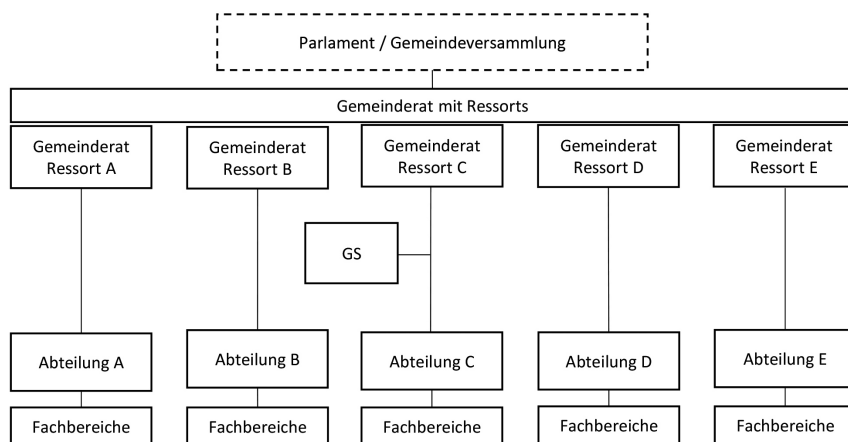 Parlament / Gemeindeversammlung
Gemeinderat mit Ressorts
Gemeinderat
Ressort A
Gemeinderat
Ressort B
Gemeinderat
Ressort C
Gemeinderat
Ressort D
Gemeinderat
Ressort E
GS
Abteilung A
Abteilung B
Abteilung C
Abteilung D
Abteilung E
Fachbereiche
Fachbereiche
Fachbereiche
Fachbereiche
Fachbereiche